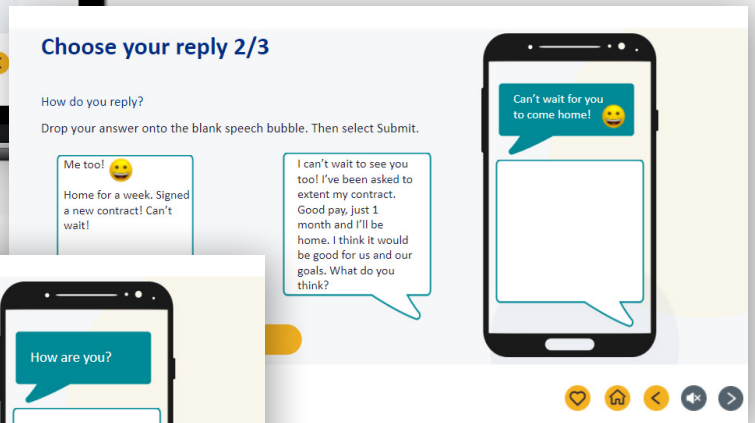 Choose your reply 2/3
How do you reply?
Drop your answer onto the blank speech bubble. Then select Submit.
Me too!
Home for a week. Signed
a new contract! Can't
wait!
I can't wait to see you
too! I've been asked to
extent my contract.
Good pay, just 1
month and I'll be
home. I think it would
be good for us and our
goals. What do you
think?
Can't wait for you
to come home!
How are you?